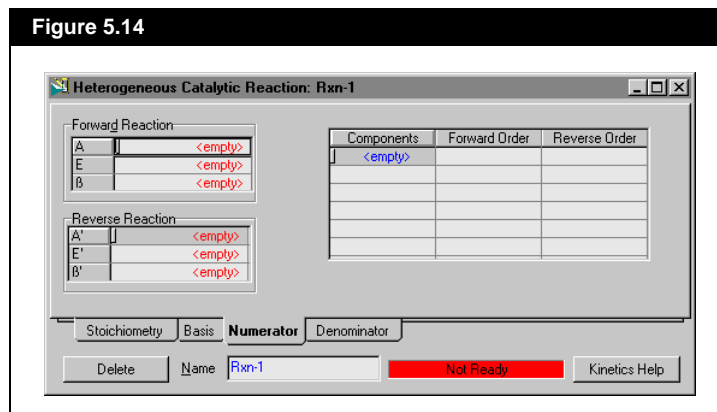 Figure 5.14
Heterogeneous Catalytic Reaction: Rxn-1
Forward Reaction
A <empty>
E <empty>
ß <empty>
Reverse Reaction
A' <empty>
E' <empty>
ß' <empty>
Components Forward Order Reverse Order
<empty>
Stoichiometry Basis Numerator Denominator
Delete Name Rxn-1 Not Ready Kinetics Help